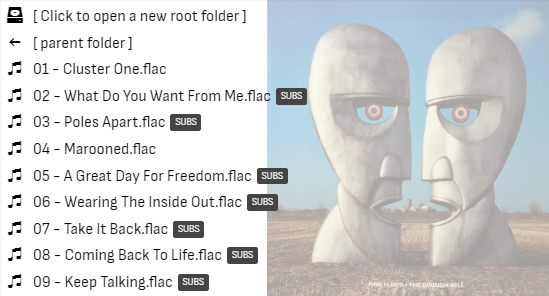 [ Click to open a new root folder ]
[ parent folder ]
01 - Cluster One.flac
02 - What Do You Want From Me.flac SUBS
03 - Poles Apart.flac SUBS
04 - Marooned.flac
05 - A Great Day For Freedom.flac SUBS
06 - Wearing The Inside Out.flac SUBS
07 - Take It Back.flac SUBS
08 - Coming Back To Life.flac SUBS
09 - Keep Talking.flac SUBS
PINK FLOYD • THE DIVISION BELL